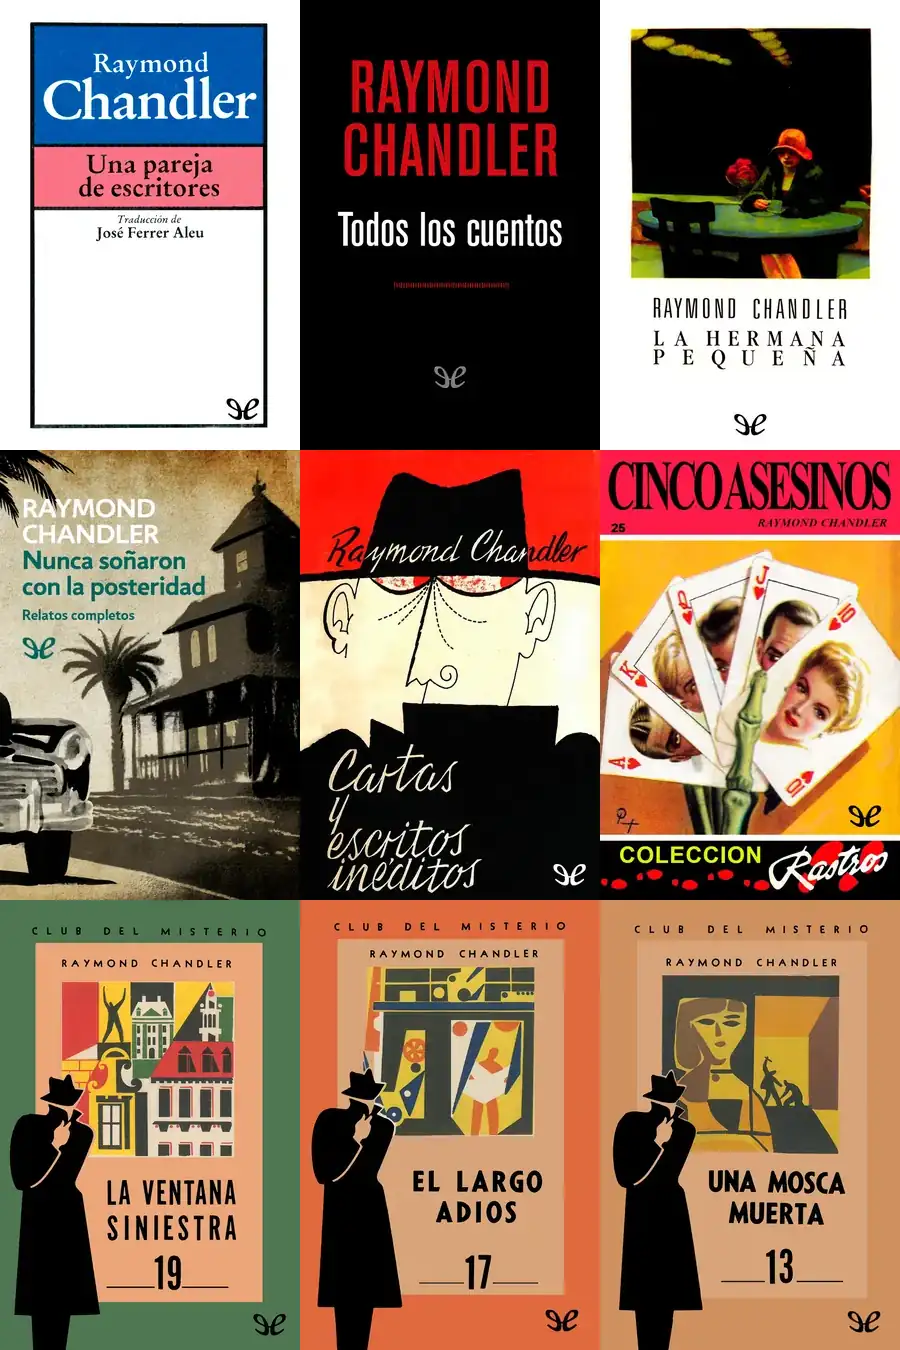 Raymond
Chandler
Una pareja
de escritores
Traducción de
José Ferrer Aleu
RAYMOND
CHANDLER
Todos los cuentos
RAYMOND CHANDLER
LA HERMANA
PEQUEÑA
RAYMOND
CHANDLER
Nunca soñaron
con la posteridad
Relatos completos
Raymond Chandler
Cartas
y
escritos
inéditos
CINCO ASESINOS
RAYMOND CHANDLER
25
J
Q
10
K
A
10
COLECCION Rastros
CLUB DEL MISTERIO
RAYMOND CHANDLER
LA VENTANA
SINIESTRA
19
CLUB DEL MISTERIO
RAYMOND CHANDLER
EL LARGO
ADIOS
17
CLUB DEL MISTERIO
RAYMOND CHANDLER
UNA MOSCA
MUERTA
13